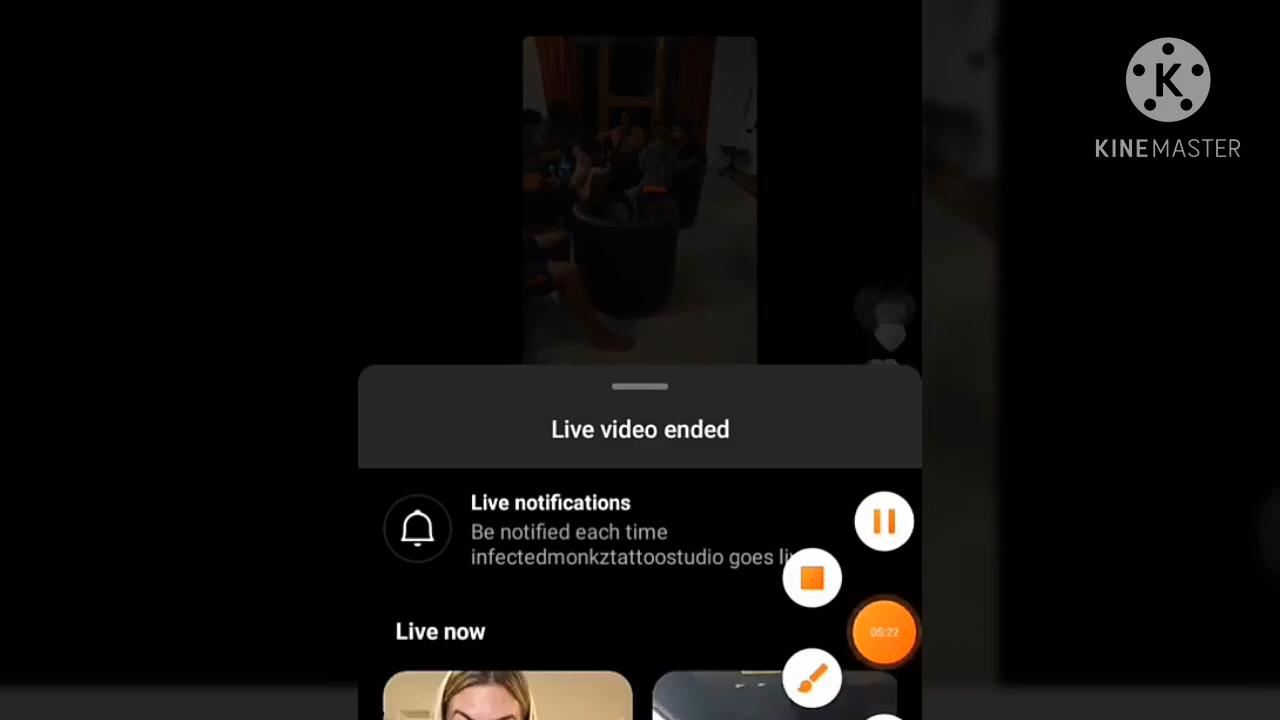 KINEMASTER
Live video ended
Live notifications
Be notified each time
infectedmonkztattoostudio goes
05:22
Live now